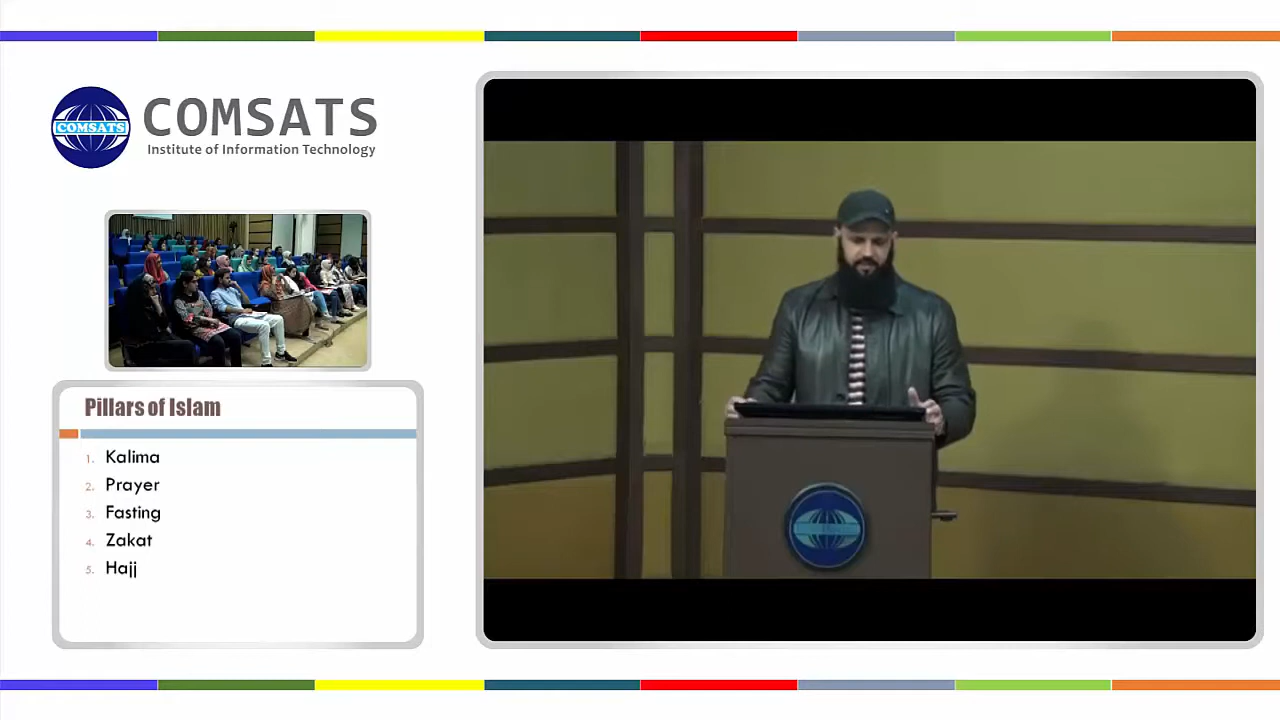 COMSATS
COMSATS
Institute of Information Technology
Pillars of Islam
1. Kalima
2. Prayer
3. Fasting
4. Zakat
5. Hajj